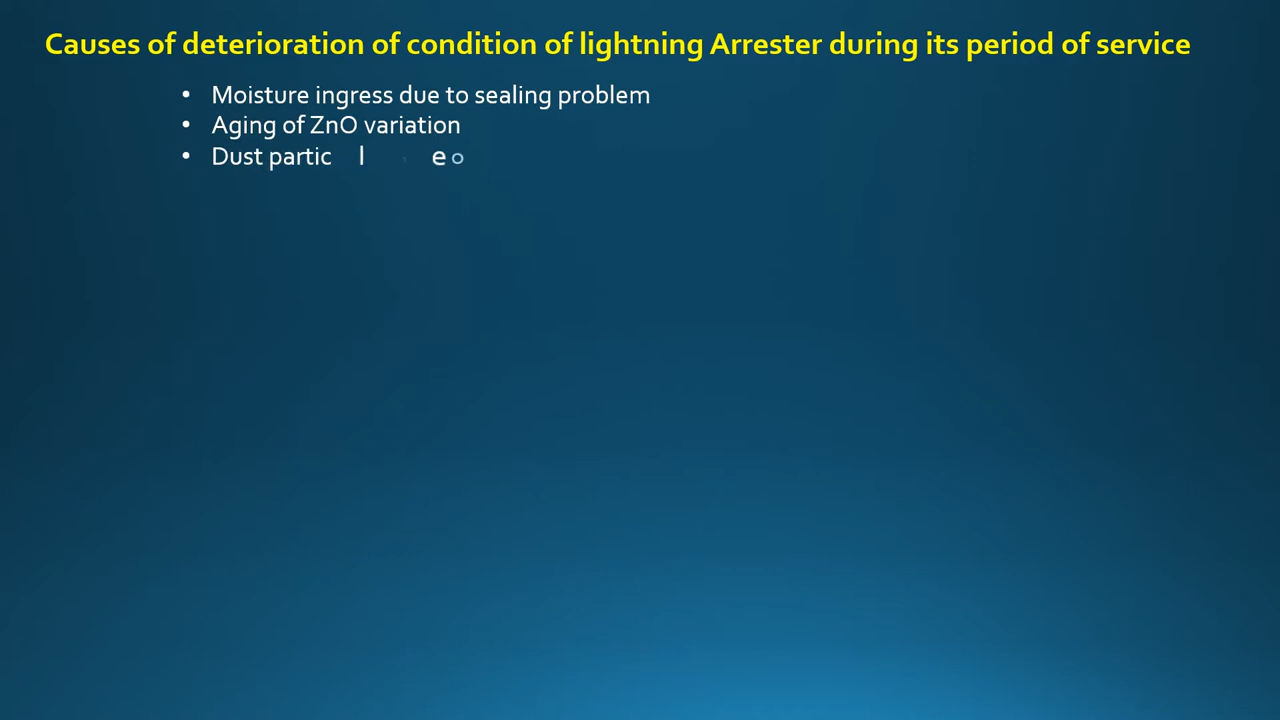 Causes of deterioration of condition of lightning Arrester during its period of service
• Moisture ingress due to sealing problem
• Aging of ZnO variation
• Dust partic l e o